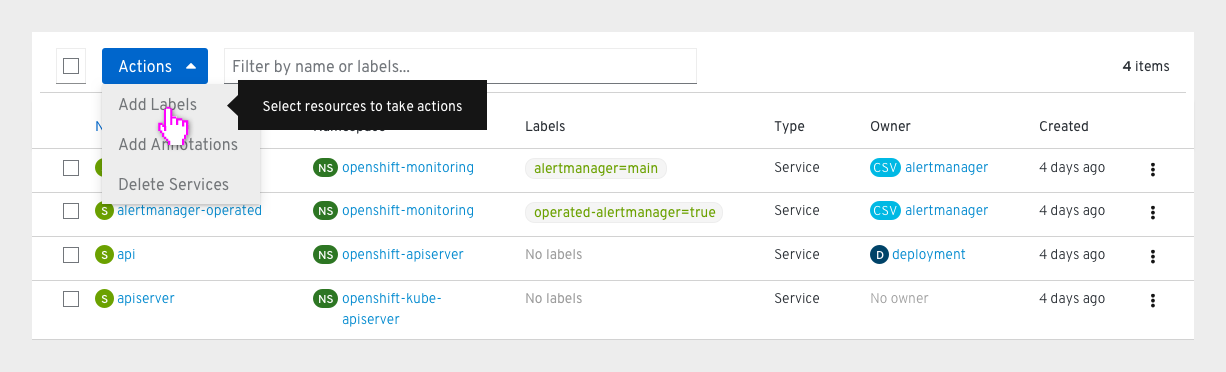 Actions
Filter by name or labels...
4 items
Add Labels
Select resources to take actions
Add Annotations
Delete Services
Labels
Type
Owner
Created
NS openshift-monitoring
alertmanager=main
Service
CSV alertmanager
4 days ago
S alertmanager-operated
NS openshift-monitoring
operated-alertmanager=true
Service
CSV alertmanager
4 days ago
S api
NS openshift-apiserver
No labels
Service
D deployment
4 days ago
S apiserver
NS openshift-kube-
apiserver
No labels
Service
No owner
4 days ago